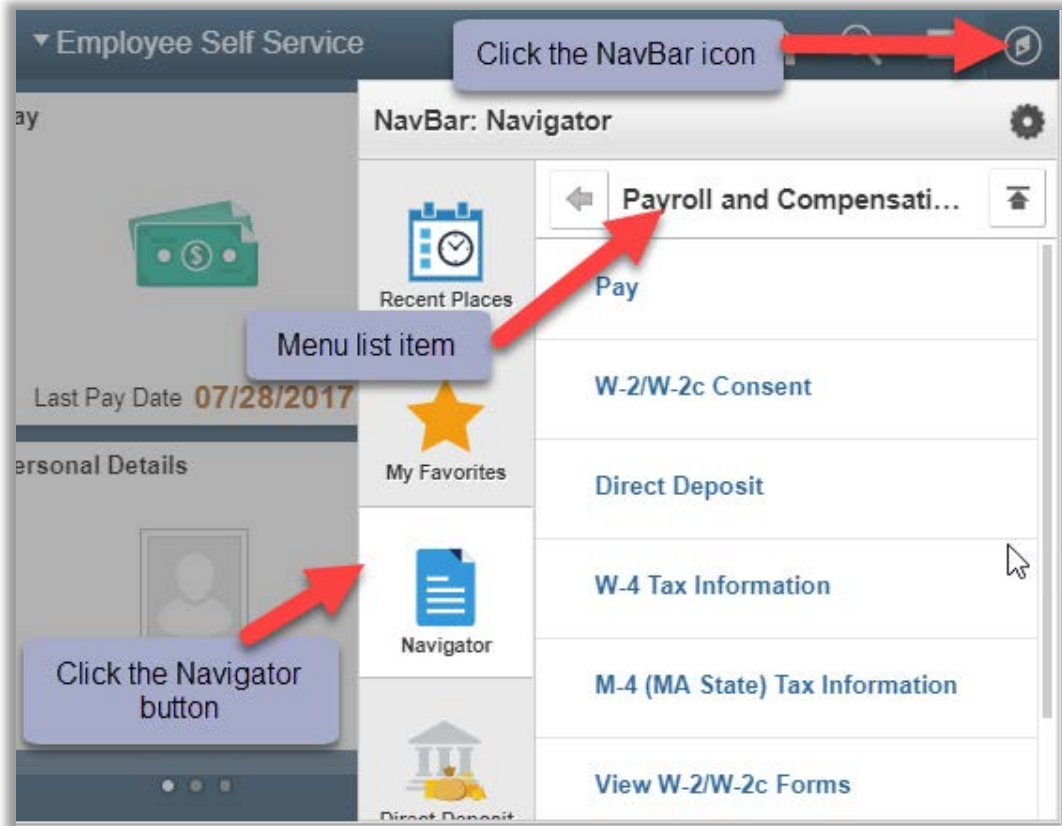 Employee Self Service
Click the NavBar icon
ay
NavBar: Navigator
Payroll and Compensati...
Recent Places
Pay
Menu list item
Last Pay Date 07/28/2017
W-2/W-2c Consent
My Favorites
ersonal Details
Direct Deposit
W-4 Tax Information
Navigator
Click the Navigator
button
M-4 (MA State) Tax Information
View W-2/W-2c Forms
Direct Deposit